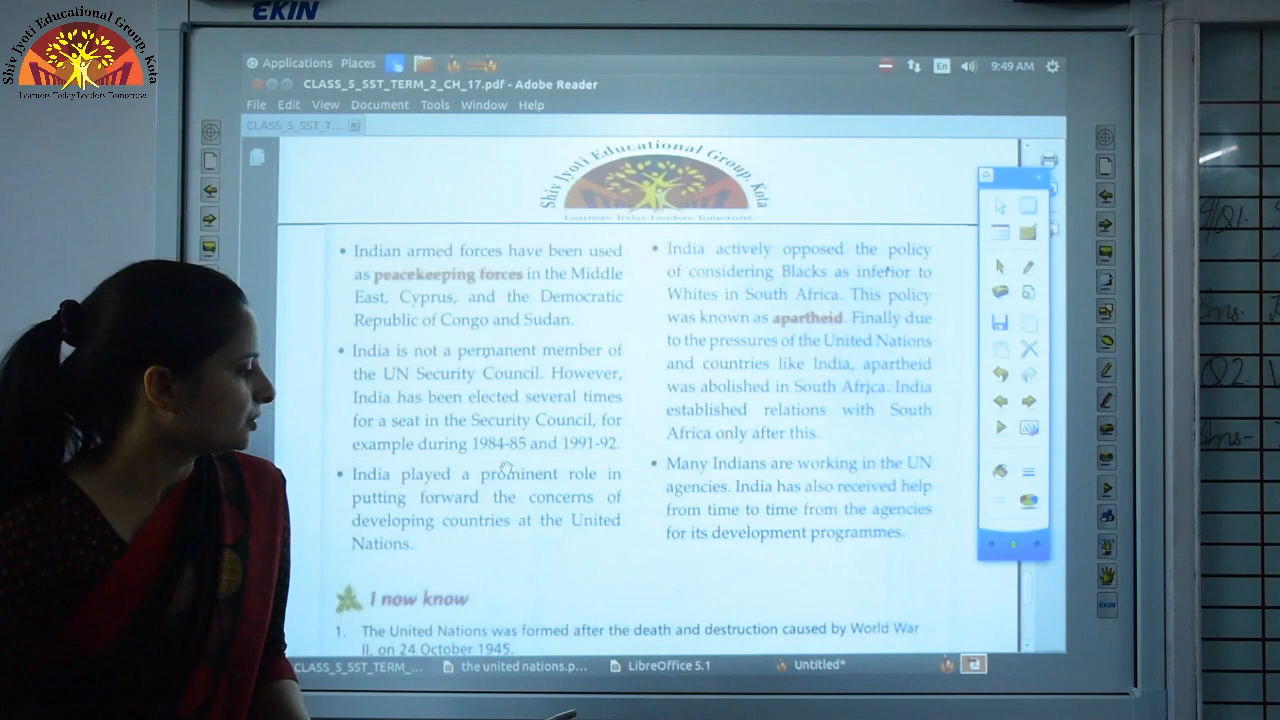 Shiv Jyoti Educational Group, Kota
Learners Today Leaders Tomorrow
EKIN
Applications Places
En
9:49 AM
CLASS_5_SST_TERM_2_CH_17.pdf - Adobe Reader
File Edit View Document Tools Window Help
CLASS_5_SST_T...
Shiv Jyoti Educational Group, Kota
Learners Today Leaders Tomorrow
• Indian armed forces have been used
as peacekeeping forces in the Middle
East, Cyprus, and the Democratic
Republic of Congo and Sudan.
• India is not a permanent member of
the UN Security Council. However,
India has been elected several times
for a seat in the Security Council, for
example during 1984-85 and 1991-92.
• India played a prominent role in
putting forward the concerns of
developing countries at the United
Nations.
• India actively opposed the policy
of considering Blacks as inferior to
Whites in South Africa. This policy
was known as apartheid. Finally due
to the pressures of the United Nations
and countries like India, apartheid
was abolished in South Africa. India
established relations with South
Africa only after this.
• Many Indians are working in the UN
agencies. India has also received help
from time to time from the agencies
for its development programmes.
I now know
1. The United Nations was formed after the death and destruction caused by World War
II, on 24 October 1945.
CLASS_5_SST_TERM_... the united nations.p... LibreOffice 5.1 Untitled*
EKIN
Q1.
Ans.
Q2.
Ans-